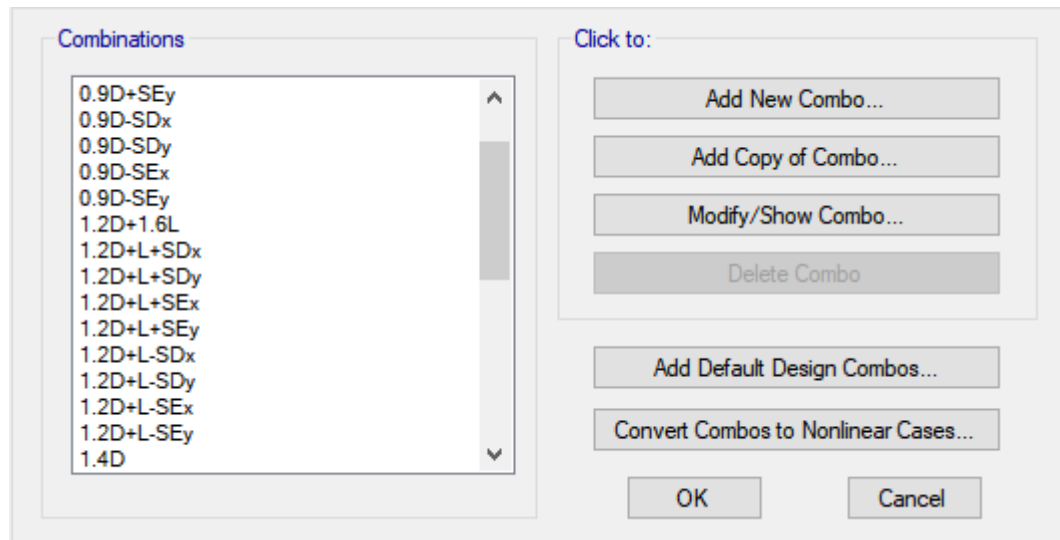 Combinations
0.9D+SEy
0.9D-SDx
0.9D-SDy
0.9D-SEx
0.9D-SEy
1.2D+1.6L
1.2D+L+SDx
1.2D+L+SDy
1.2D+L+SEx
1.2D+L+SEy
1.2D+L-SDx
1.2D+L-SDy
1.2D+L-SEx
1.2D+L-SEy
1.4D
Click to:
Add New Combo...
Add Copy of Combo...
Modify/Show Combo...
Delete Combo
Add Default Design Combos...
Convert Combos to Nonlinear Cases...
OK
Cancel